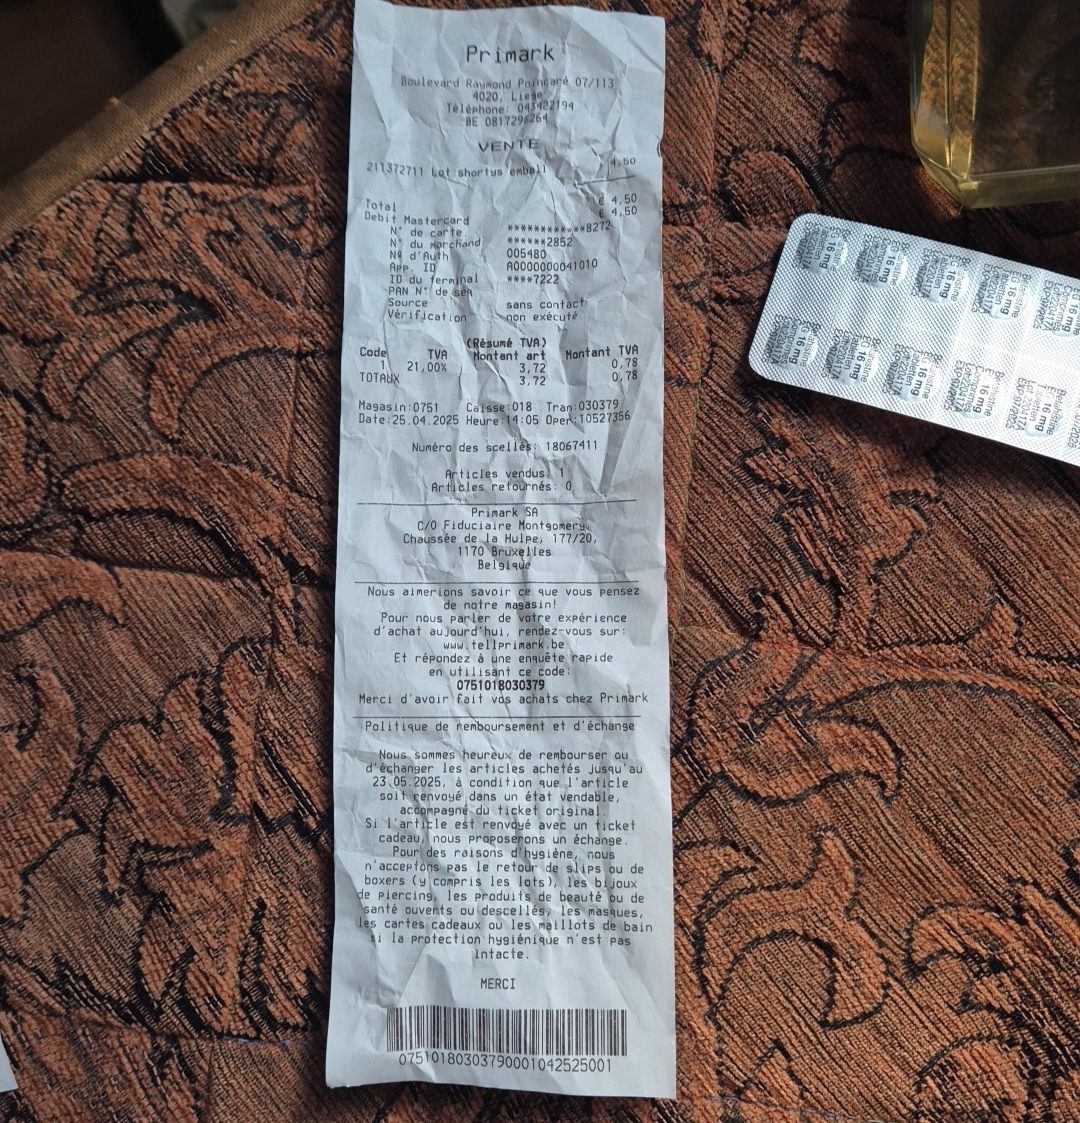 Primark
Boulevard Raymond Poincaré 07/113
4020, Liege
Téléphone: 043422194
BE 0817296264
VENTE
211372711 Lot shortys emball 4,50
Total € 4,50
Debit Mastercard € 4,50
N° de carte ************8272
N° du marchand ******2852
N° d'Auth 005480
App. ID A0000000041010
ID du terminal ****7222
PAN N° de séq
Source sans contact
Vérification non exécuté
(Résumé TVA)
Code TVA Montant art Montant TVA
1 21,00% 3,72 0,78
TOTAUX 3,72 0,78
Magasin:0751 Caisse:018 Tran:030379
Date:25.04.2025 Heure:14:05 Oper:10527356
Numéro des scellés: 18067411
Articles vendus: 1
Articles retournés: 0
Primark SA
C/O Fiduciaire Montgomery,
Chaussée de la Hulpe, 177/20,
1170 Bruxelles
Belgique
Nous aimerions savoir ce que vous pensez
de notre magasin!
Pour nous parler de votre expérience
d'achat aujourd'hui, rendez-vous sur:
www.tellprimark.be
Et répondez à une enquête rapide
en utilisant ce code:
0751018030379
Merci d'avoir fait vos achats chez Primark
Politique de remboursement et d'échange
Nous sommes heureux de rembourser ou
d'échanger les articles achetés jusqu'au
23.05.2025, à condition que l'article
soit renvoyé dans un état vendable,
accompagné du ticket original.
Si l'article est renvoyé avec un ticket
cadeau, nous proposerons un échange.
Pour des raisons d'hygiène, nous
n'acceptons pas le retour de slips ou de
boxers (y compris les lots), les bijoux
de piercing, les produits de beauté ou de
santé ouvents ou descellés, les masques,
les cartes cadeaux ou les maillots de bain
si la protection hygiénique n'est pas
intacte.
MERCI
07510180303790001042525001
Betahistine
EG 16 mg
Tabletten
Comprimés
Lot.220417A
EXP.07/2025